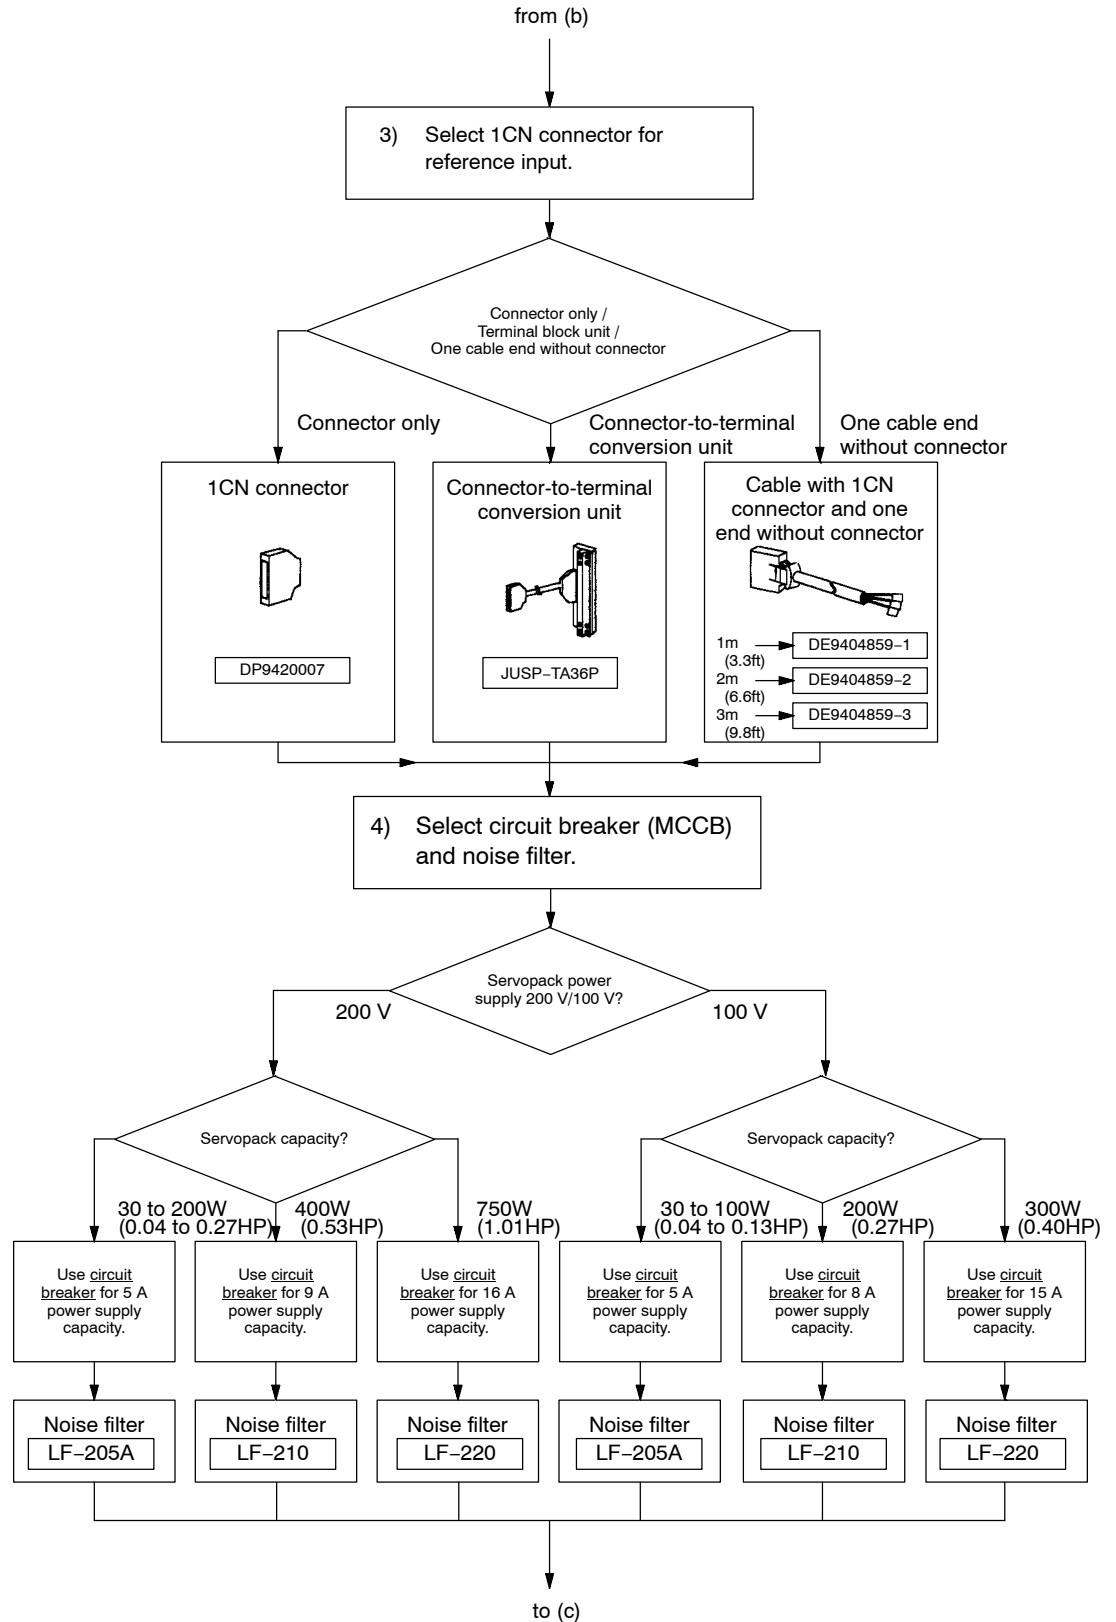 from (b)
3) Select 1CN connector for
reference input.
Connector only /
Terminal block unit /
One cable end without connector
Connector only
Connector-to-terminal
conversion unit
One cable end
without connector
1CN connector
DP9420007
Connector-to-terminal
conversion unit
JUSP−TA36P
Cable with 1CN
connector and one
end without connector
1m
(3.3ft)
DE9404859−1
2m
(6.6ft)
DE9404859−2
3m
(9.8ft)
DE9404859−3
4) Select circuit breaker (MCCB)
and noise filter.
Servopack power
supply 200 V/100 V?
200 V
100 V
Servopack capacity?
Servopack capacity?
30 to 200W
(0.04 to 0.27HP)
400W
(0.53HP)
750W
(1.01HP)
30 to 100W
(0.04 to 0.13HP)
200W
(0.27HP)
300W
(0.40HP)
Use circuit
breaker for 5 A
power supply
capacity.
Use circuit
breaker for 9 A
power supply
capacity.
Use circuit
breaker for 16 A
power supply
capacity.
Use circuit
breaker for 5 A
power supply
capacity.
Use circuit
breaker for 8 A
power supply
capacity.
Use circuit
breaker for 15 A
power supply
capacity.
Noise filter
LF−205A
Noise filter
LF−210
Noise filter
LF−220
Noise filter
LF−205A
Noise filter
LF−210
Noise filter
LF−220
to (c)